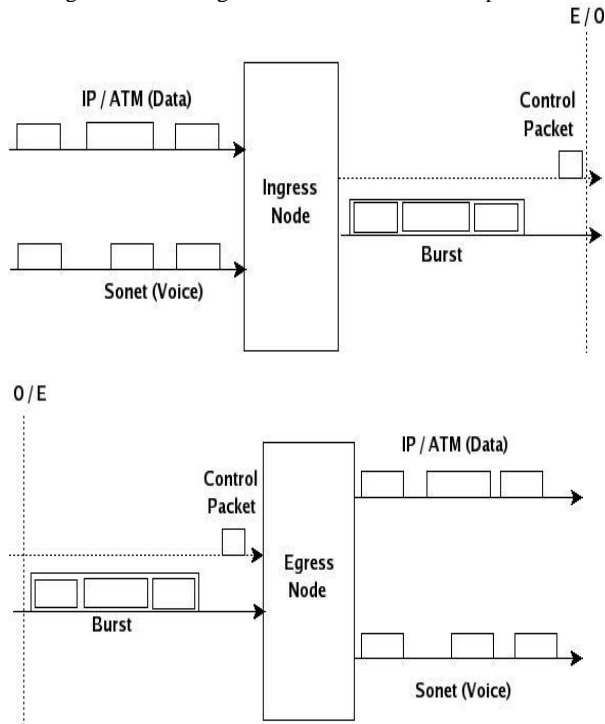 E / O
IP / ATM (Data)
Control
Packet
Ingress
Node
Burst
Sonet (Voice)
O / E
IP / ATM (Data)
Control
Packet
Egress
Node
Burst
Sonet (Voice)